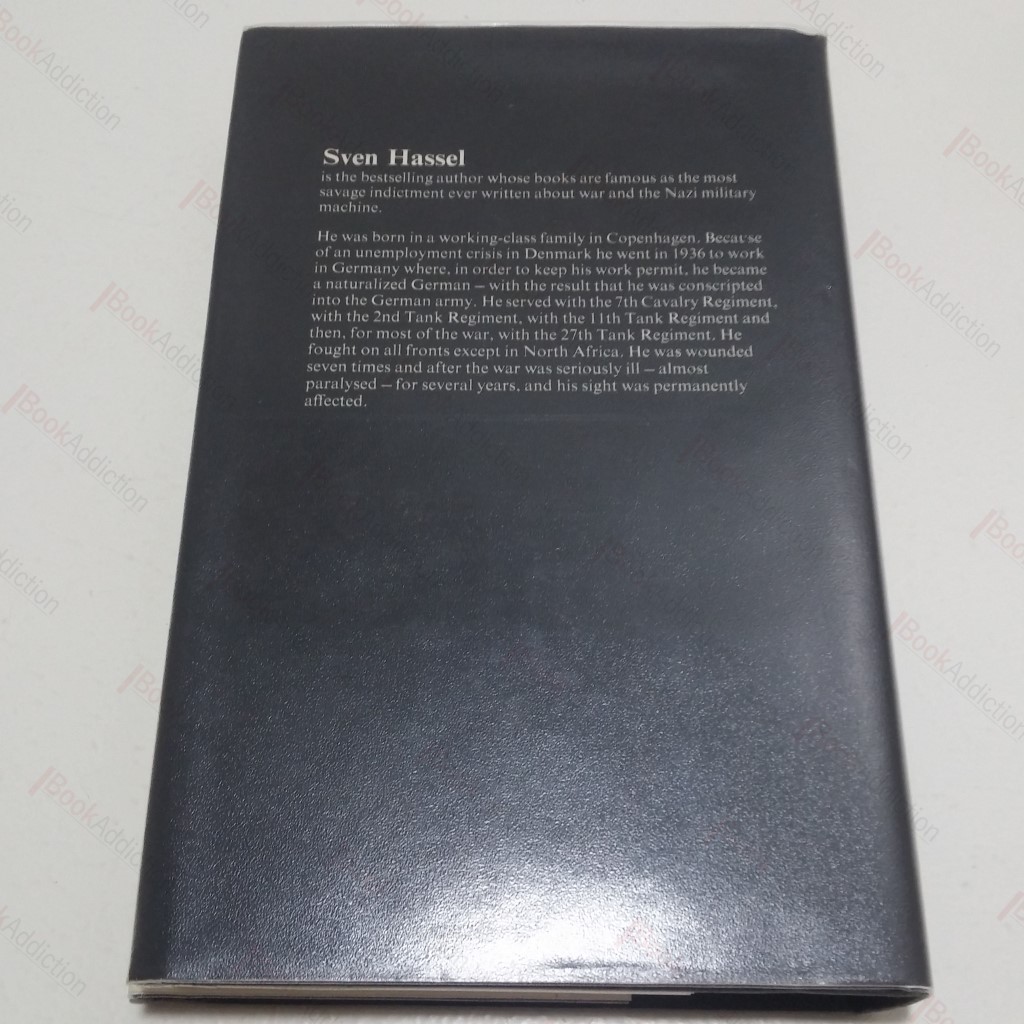 Sven Hassel
is the bestselling author whose books are famous as the most
savage indictment ever written about war and the Nazi military
machine.
He was born in a working-class family in Copenhagen. Because
of an unemployment crisis in Denmark he went in 1936 to work
in Germany where, in order to keep his work permit, he became
a naturalized German – with the result that he was conscripted
into the German army. He served with the 7th Cavalry Regiment,
with the 2nd Tank Regiment, with the 11th Tank Regiment and
then, for most of the war, with the 27th Tank Regiment. He
fought on all fronts except in North Africa. He was wounded
seven times and after the war was seriously ill – almost
paralysed – for several years, and his sight was permanently
affected.
BookAddiction